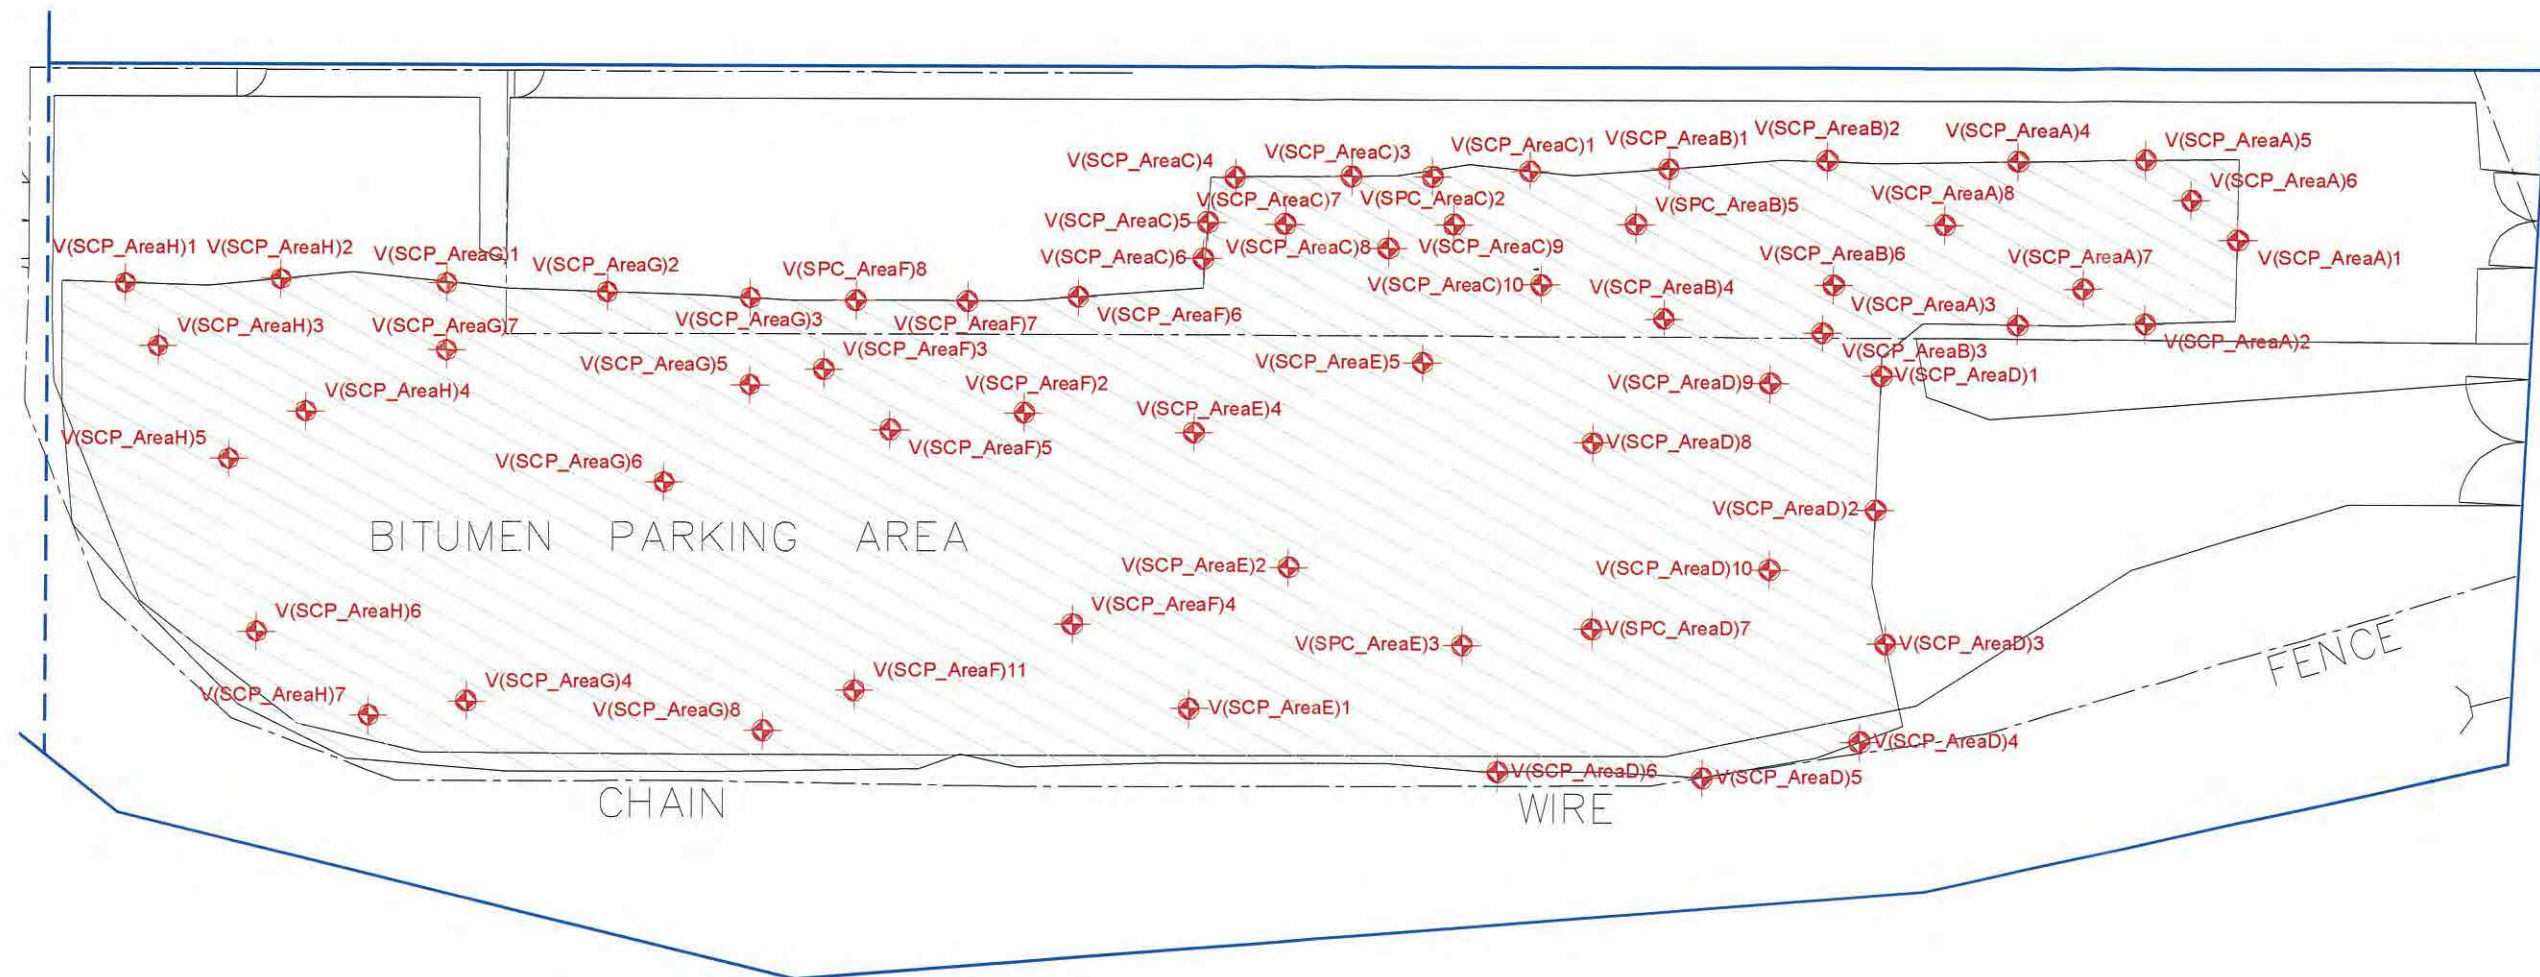 V(SCP_AreaB)2
V(SCP_AreaA)4
V(SCP_AreaB)1
V(SCP_AreaA)5
V(SCP_AreaC)1
V(SCP_AreaC)3
V(SCP_AreaC)4
V(SCP_AreaA)6
V(SCP_AreaA)8
V(SCP_AreaC)7
V(SPC_AreaC)2
V(SPC_AreaB)5
V(SCP_AreaC)5
V(SCP_AreaH)1
V(SCP_AreaH)2
V(SCP_AreaG)1
V(SCP_AreaC)8
V(SCP_AreaC)9
V(SCP_AreaB)6
V(SCP_AreaA)7
V(SCP_AreaA)1
V(SCP_AreaC)6
V(SCP_AreaG)2
V(SPC_AreaF)8
V(SCP_AreaC)10
V(SCP_AreaB)4
V(SCP_AreaA)3
V(SCP_AreaF)6
V(SCP_AreaG)3
V(SCP_AreaF)7
V(SCP_AreaH)3
V(SCP_AreaG)7
V(SCP_AreaA)2
V(SCP_AreaF)3
V(SCP_AreaB)3
V(SCP_AreaG)5
V(SCP_AreaE)5
V(SCP_AreaD)1
V(SCP_AreaF)2
V(SCP_AreaD)9
V(SCP_AreaH)4
V(SCP_AreaE)4
V(SCP_AreaH)5
V(SCP_AreaF)5
V(SCP_AreaD)8
V(SCP_AreaG)6
V(SCP_AreaD)2
BITUMEN PARKING AREA
V(SCP_AreaE)2
V(SCP_AreaD)10
V(SCP_AreaH)6
V(SCP_AreaF)4
V(SPC_AreaD)7
V(SPC_AreaE)3
V(SCP_AreaD)3
FENCE
V(SCP_AreaF)11
V(SCP_AreaG)4
V(SCP_AreaH)7
V(SCP_AreaG)8
V(SCP_AreaE)1
V(SCP_AreaD)4
V(SCP_AreaD)6
V(SCP_AreaD)5
CHAIN
WIRE